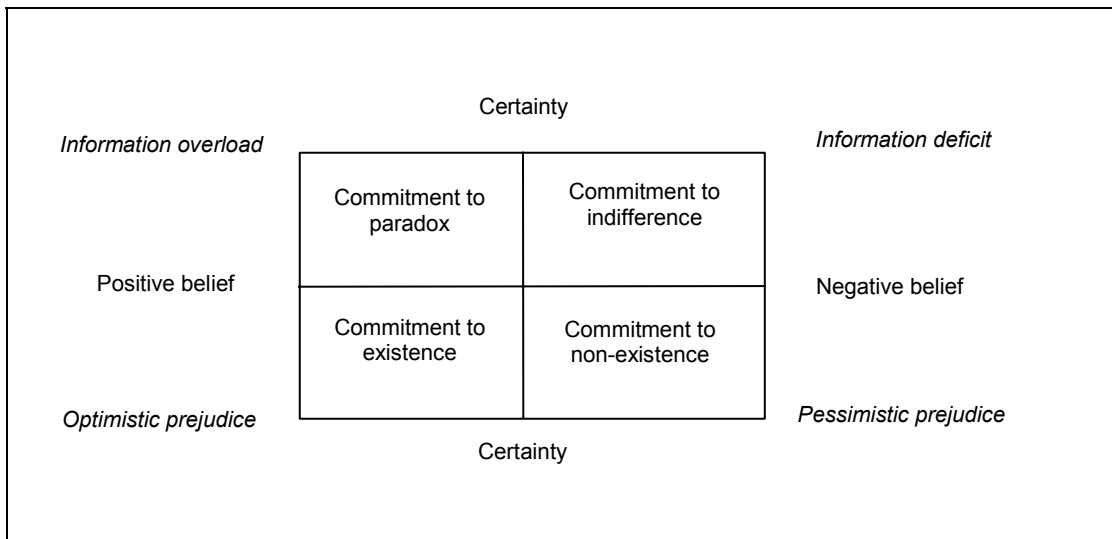 Certainty
Information overload
Information deficit
Commitment to
paradox
Commitment to
indifference
Positive belief
Negative belief
Commitment to
existence
Commitment to
non-existence
Optimistic prejudice
Pessimistic prejudice
Certainty